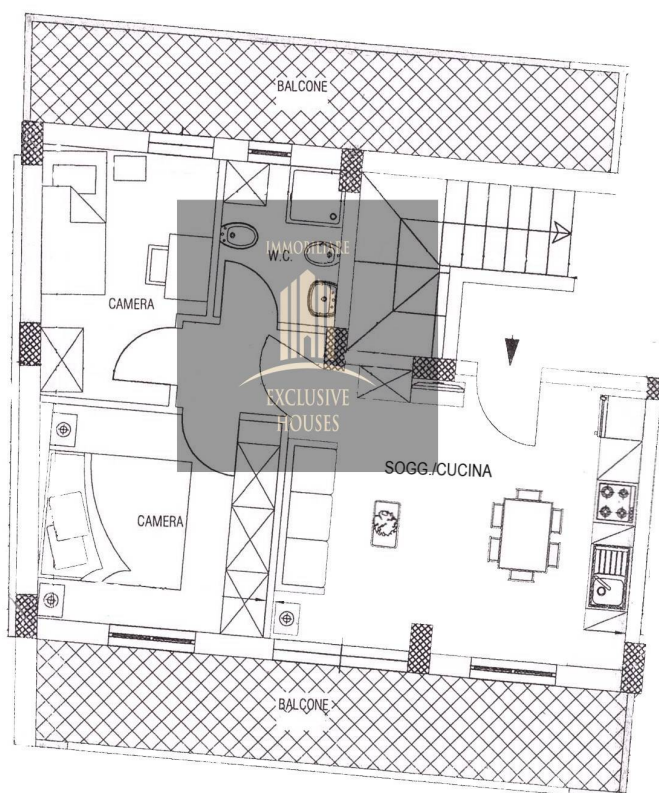 BALCONE
IMMOBILIARE
W.C.
CAMERA
EXCLUSIVE
HOUSES
SOGG./CUCINA
CAMERA
BALCONE